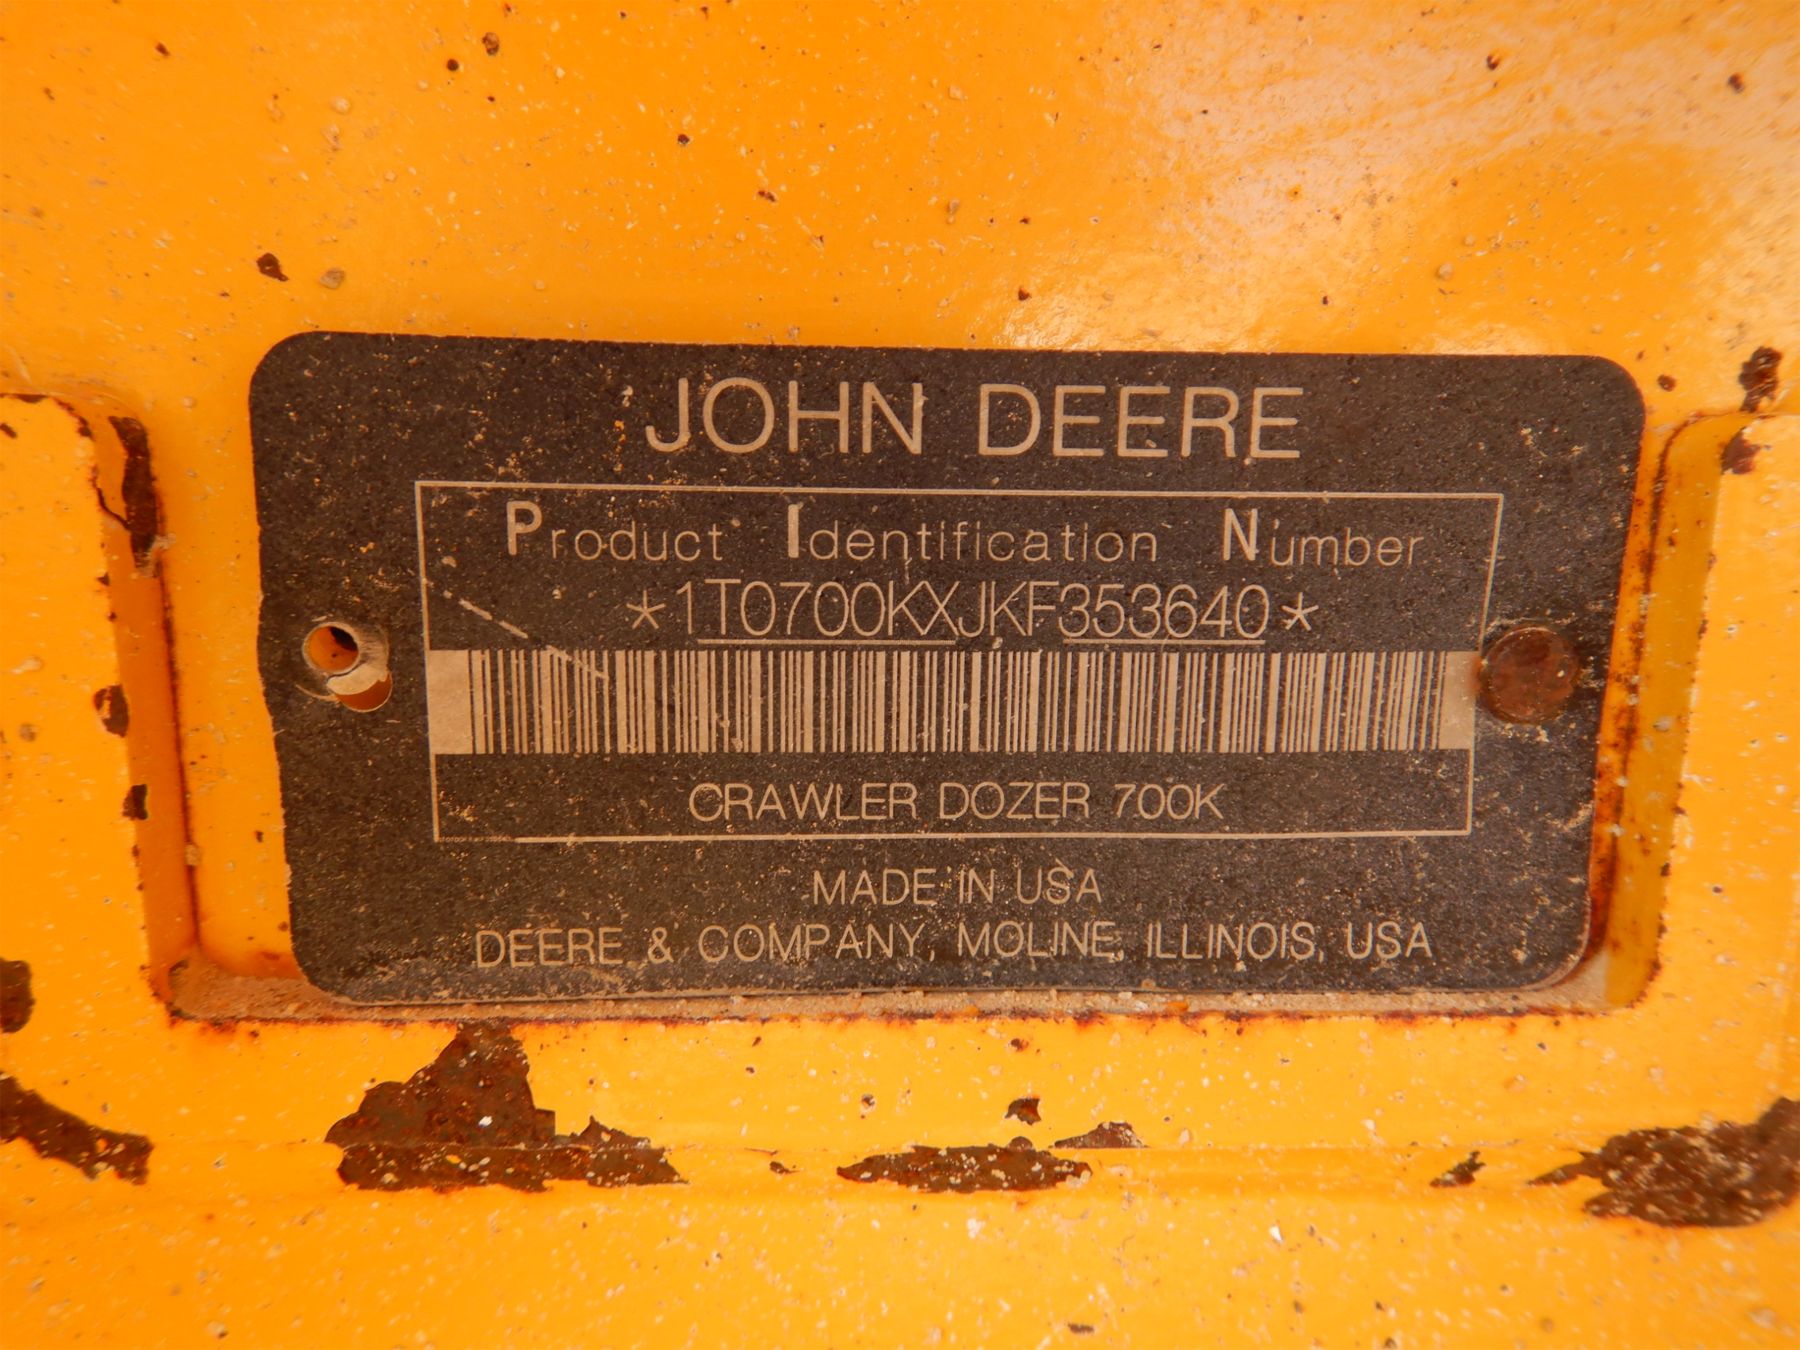 JOHN DEERE
Product Identification Number
*1T0700KXJKF353640*
CRAWLER DOZER 700K
MADE IN USA
DEERE & COMPANY, MOLINE, ILLINOIS, USA